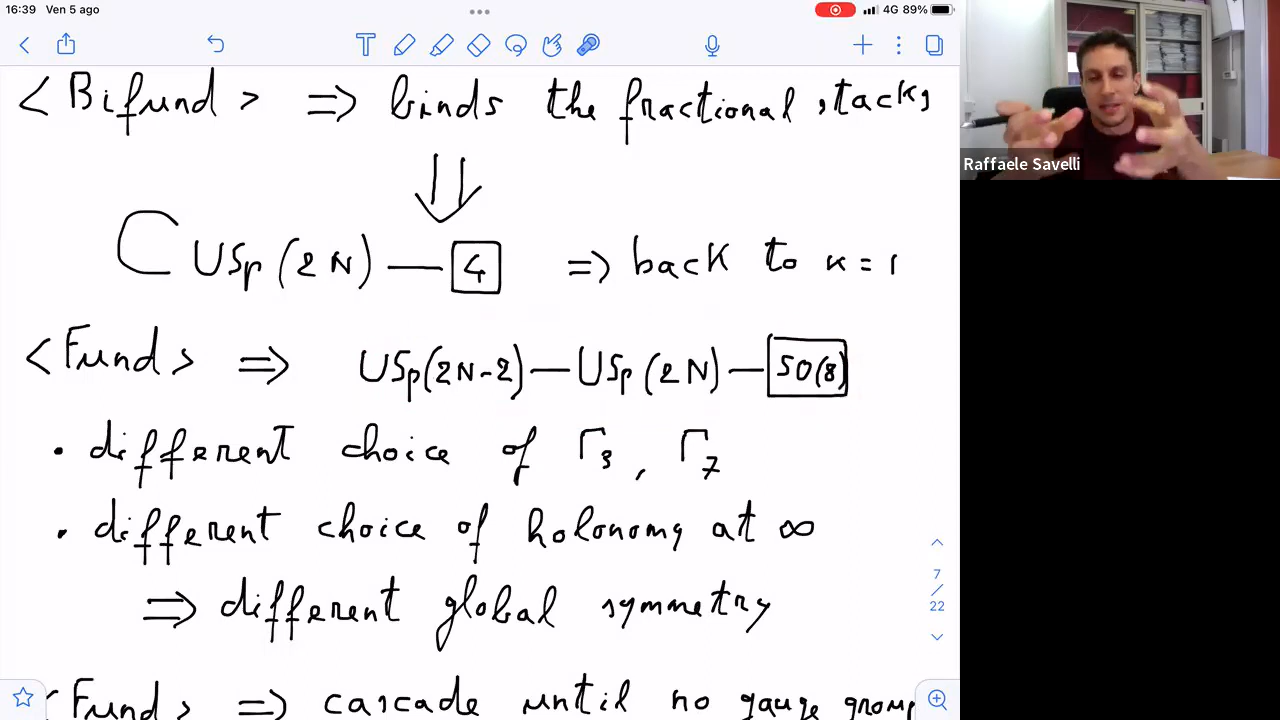 16:39 Ven 5 ago
4G 89%
< Bifund > ⇒ binds the fractional stacks
⇓
USp(2N) — 4 ⇒ back to k = 1
< Fund > ⇒ USp(2N-2) — USp(2N) — SO(8)
• different choice of Γ3, Γ7
• different choice of holonomy at ∞
⇒ different global symmetry
< Fund > ⇒ cascade until no gauge group
Raffaele Savelli
7
/
22